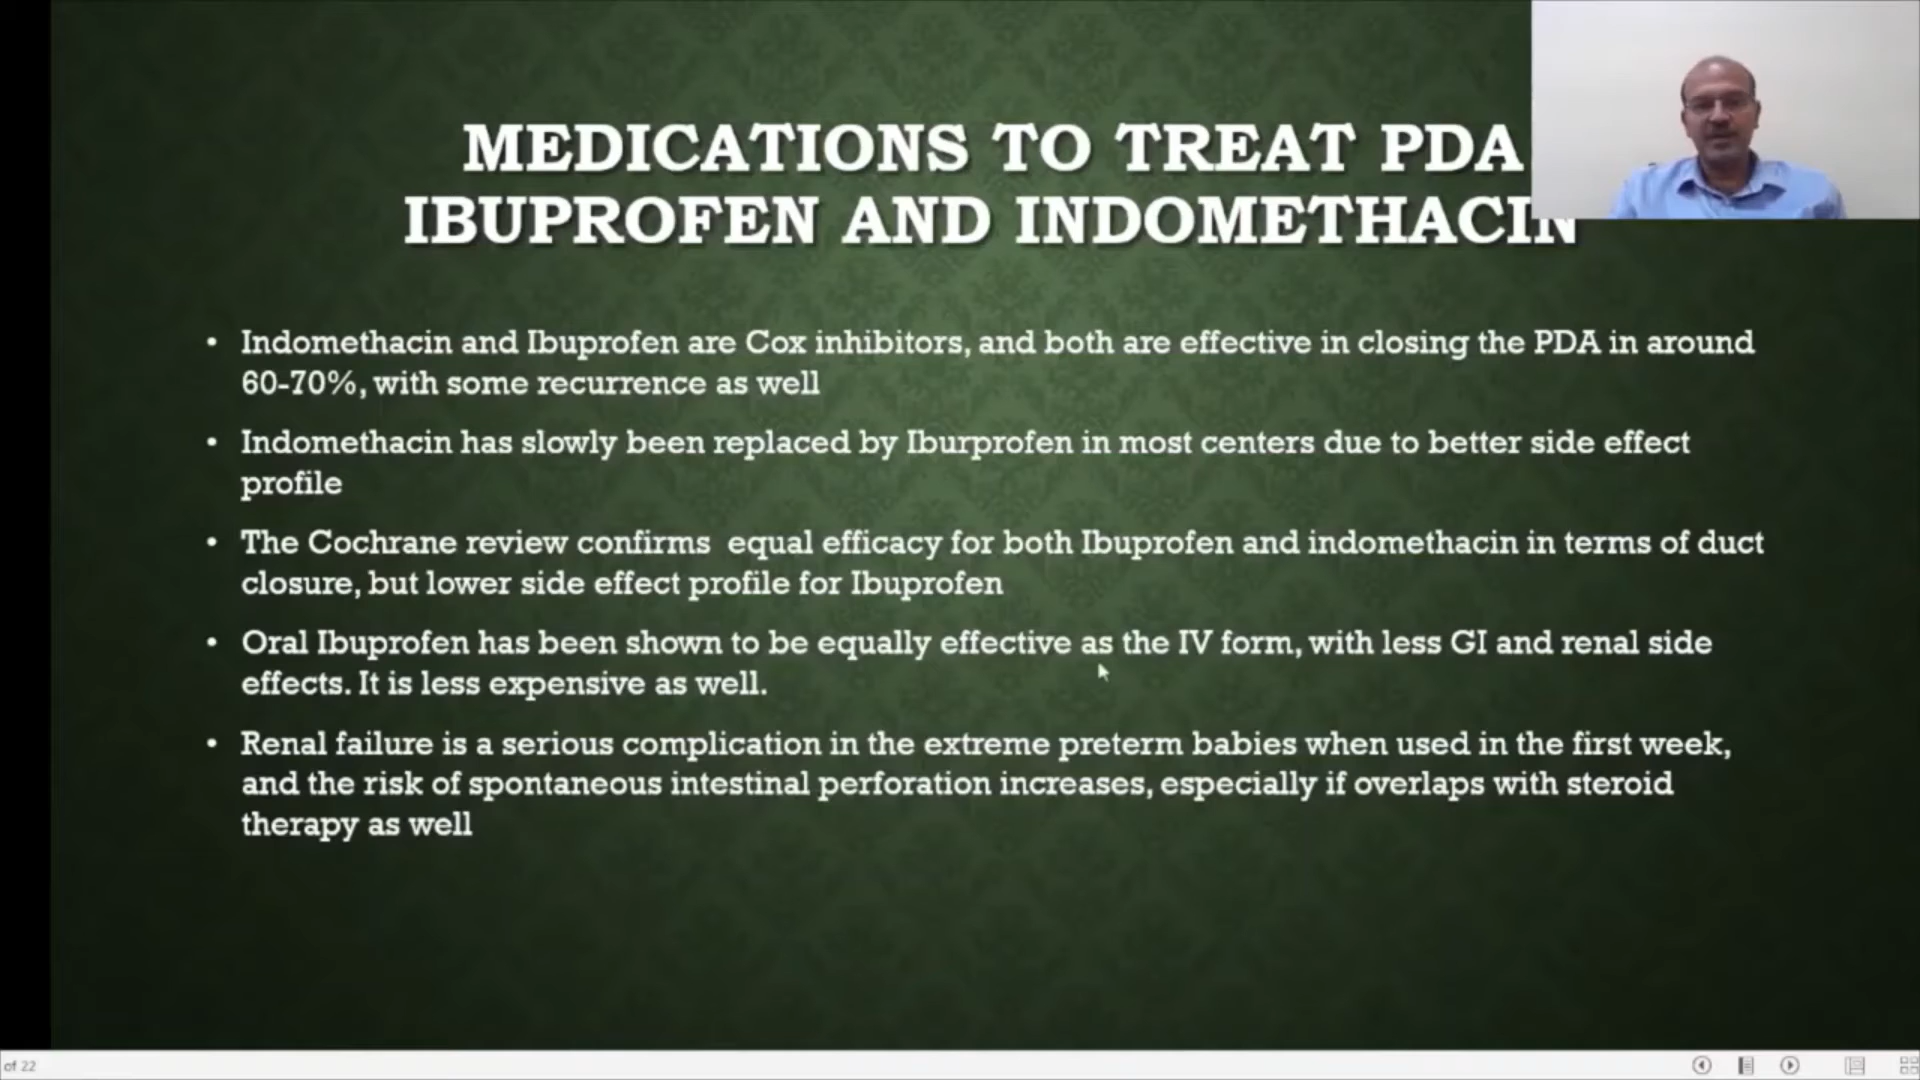 MEDICATIONS TO TREAT PDA
IBUPROFEN AND INDOMETHACIN
• Indomethacin and Ibuprofen are Cox inhibitors, and both are effective in closing the PDA in around
60-70%, with some recurrence as well
• Indomethacin has slowly been replaced by Iburprofen in most centers due to better side effect
profile
• The Cochrane review confirms equal efficacy for both Ibuprofen and indomethacin in terms of duct
closure, but lower side effect profile for Ibuprofen
• Oral Ibuprofen has been shown to be equally effective as the IV form, with less GI and renal side
effects. It is less expensive as well.
• Renal failure is a serious complication in the extreme preterm babies when used in the first week,
and the risk of spontaneous intestinal perforation increases, especially if overlaps with steroid
therapy as well
of 22